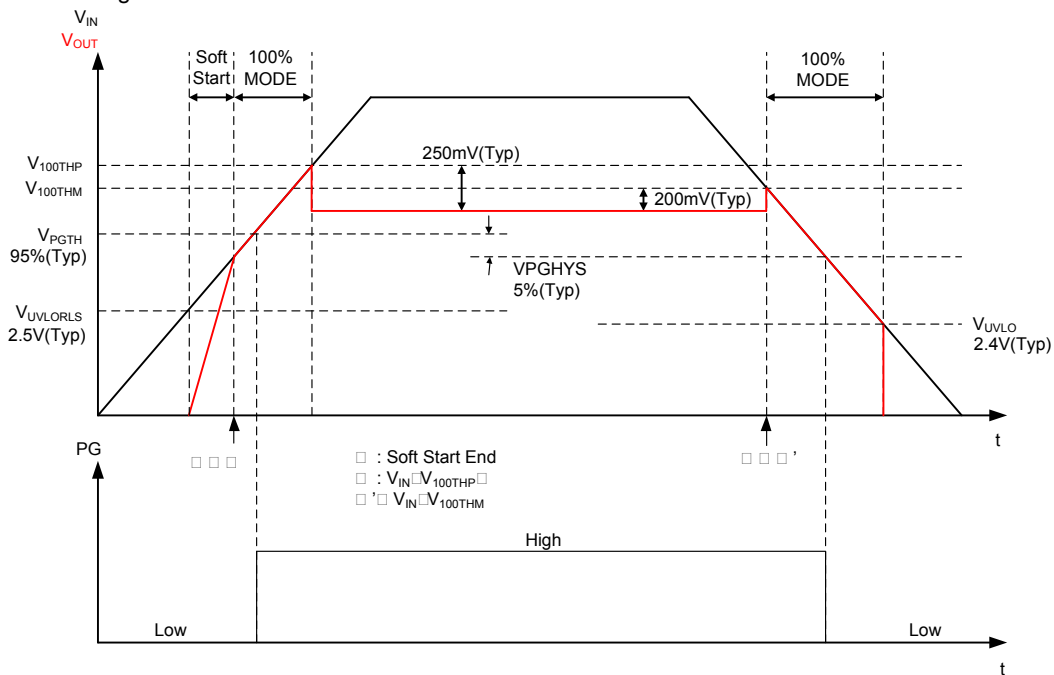 V_IN
V_OUT
Soft Start
100% MODE
100% MODE
V_100THP
V_100THM
250mV(Typ)
200mV(Typ)
V_PGTH
95%(Typ)
VPGHYS
5%(Typ)
V_UVLORLS
2.5V(Typ)
V_UVLO
2.4V(Typ)
t
PG
□ □ □
□ □ □ '
□ : Soft Start End
□ : V_IN□V_100THP□
□ '□ V_IN□V_100THM
High
Low
Low
t